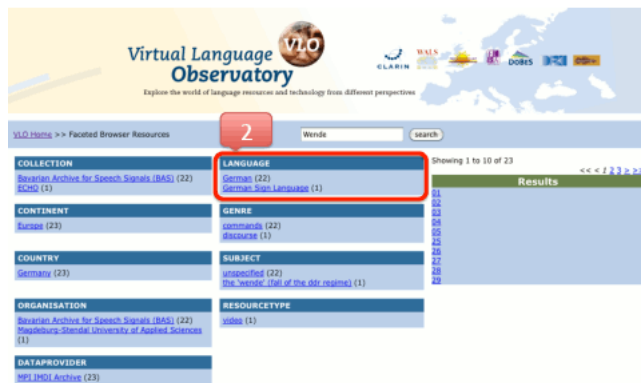 Virtual Language
VLO
Observatory
Explore the world of language resources and technology from different perspectives
CLARIN
WALS
DOBES
VLO Home >> Faceted Browser Resources
2
Wende
search
COLLECTION
Bavarian Archive for Speech Signals (BAS) (22)
ECHO (1)
CONTINENT
Europe (23)
COUNTRY
Germany (23)
ORGANISATION
Bavarian Archive for Speech Signals (BAS) (22)
Magdeburg-Stendal University of Applied Sciences
(1)
DATAPROVIDER
MPI IMDI Archive (23)
LANGUAGE
German (22)
German Sign Language (1)
GENRE
commands (22)
discourse (1)
SUBJECT
unspecified (22)
the 'wende' (fall of the ddr regime) (1)
RESOURCETYPE
video (1)
Showing 1 to 10 of 23
<< < 1 2 3 > >>
Results
01
02
03
04
05
25
26
27
28
29